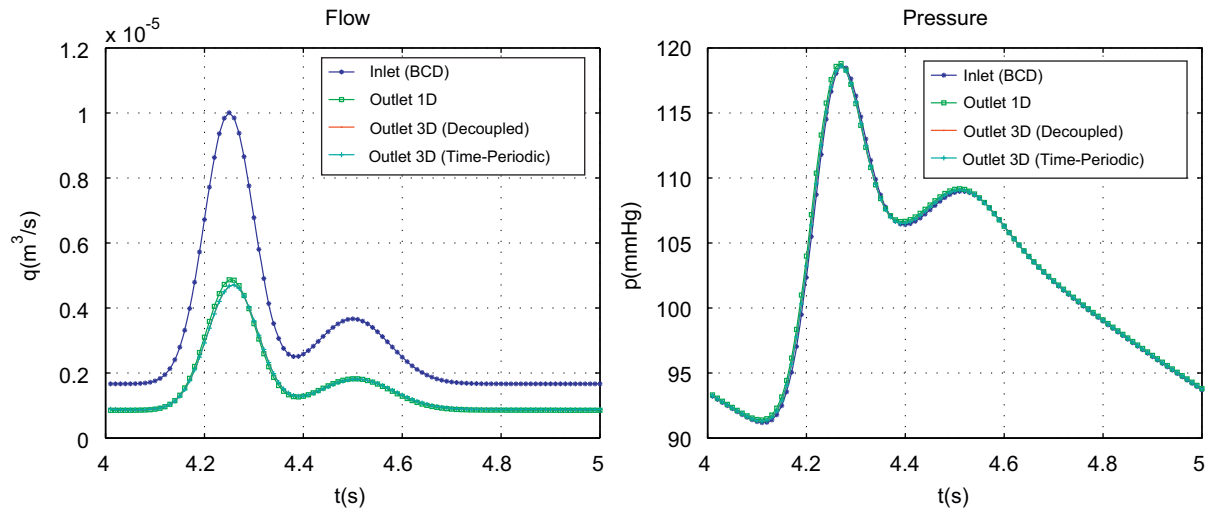 Flow
x 10^-5
1.2
1
0.8
0.6
0.4
0.2
0
q(m^3/s)
4
4.2
4.4
4.6
4.8
5
t(s)
Inlet (BCD)
Outlet 1D
Outlet 3D (Decoupled)
Outlet 3D (Time-Periodic)
Pressure
120
115
110
105
100
95
90
p(mmHg)
4
4.2
4.4
4.6
4.8
5
t(s)
Inlet (BCD)
Outlet 1D
Outlet 3D (Decoupled)
Outlet 3D (Time-Periodic)